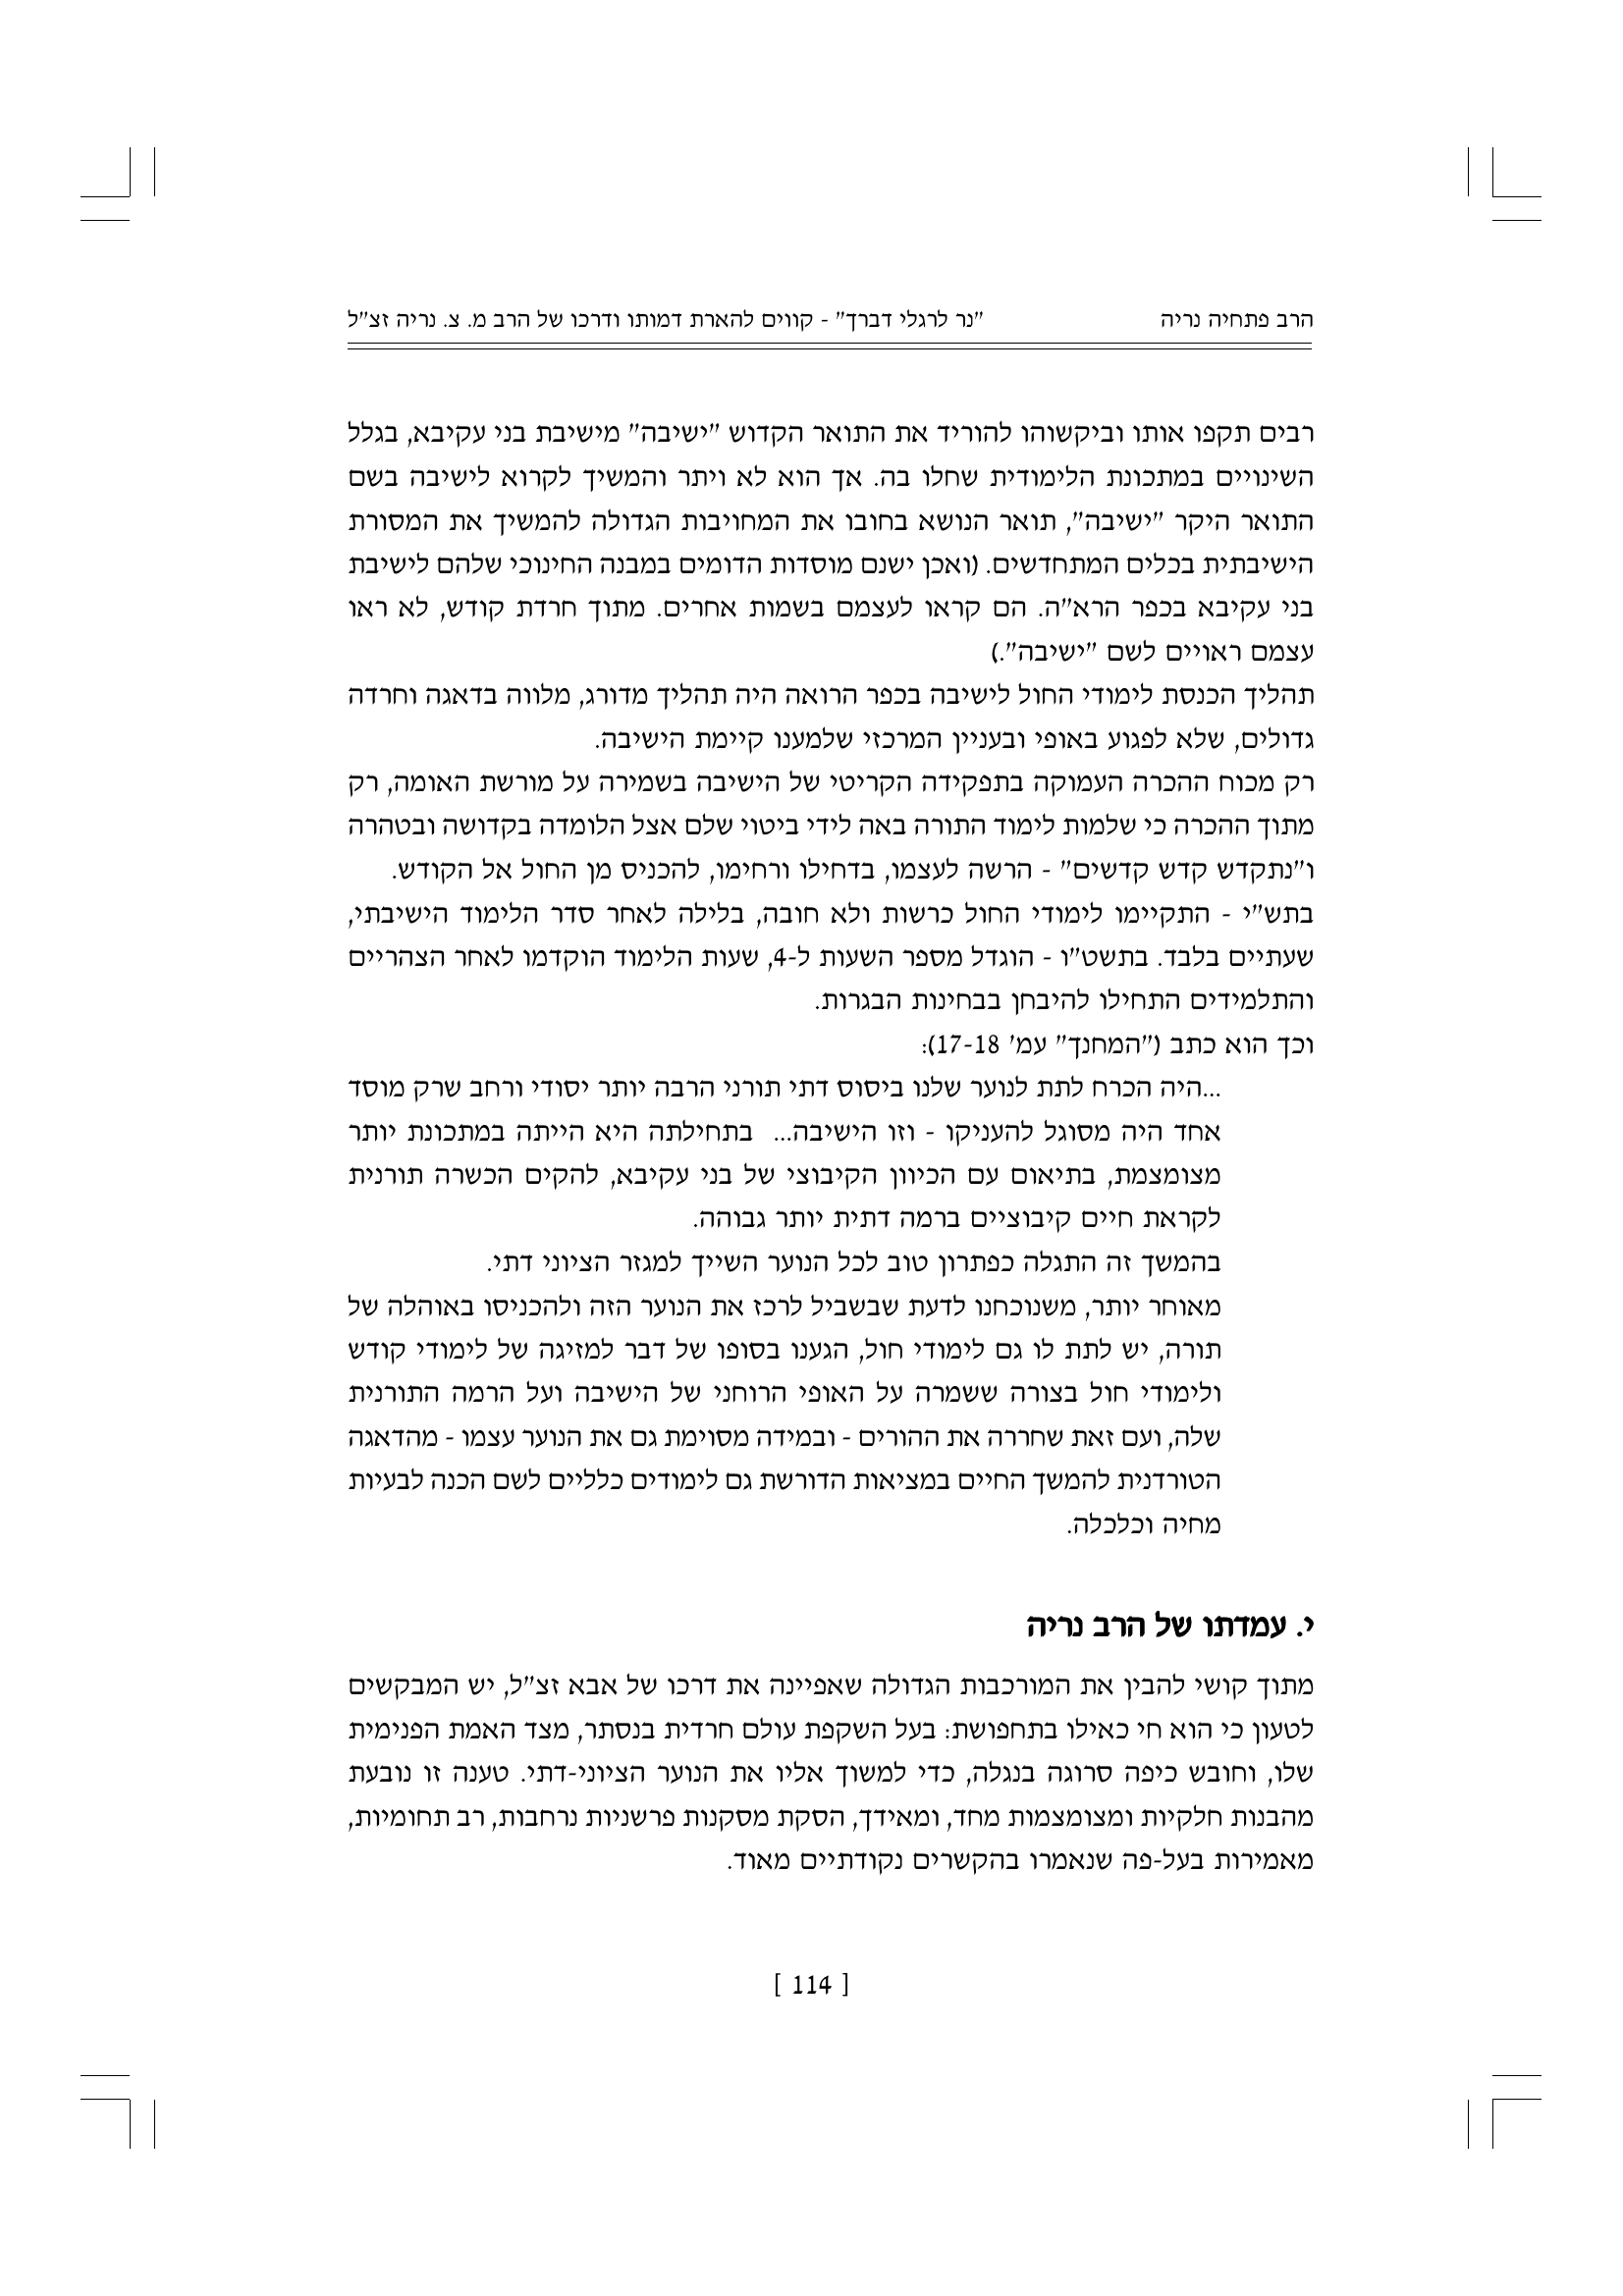 הרב פתחיה נריה "נר לרגלי דברך" - קווים להארת דמותו ודרכו של הרב מ. צ. נריה זצ"ל
רבים תקפו אותו וביקשוהו להוריד את התואר הקדוש "ישיבה" מישיבת בני עקיבא, בגלל
השינויים במתכונת הלימודית שחלו בה. אך הוא לא ויתר והמשיך לקרוא לישיבה בשם
התואר היקר "ישיבה", תואר הנושא בחובו את המחויבות הגדולה להמשיך את המסורת
הישיבתית בכלים המתחדשים. (ואכן ישנם מוסדות הדומים במבנה החינוכי שלהם לישיבת
בני עקיבא בכפר הרא"ה. הם קראו לעצמם בשמות אחרים. מתוך חרדת קודש, לא ראו
עצמם ראויים לשם "ישיבה".)
תהליך הכנסת לימודי החול לישיבה בכפר הרואה היה תהליך מדורג, מלווה בדאגה וחרדה
גדולים, שלא לפגוע באופי ובעניין המרכזי שלמענו קיימת הישיבה.
רק מכוח ההכרה העמוקה בתפקידה הקריטי של הישיבה בשמירה על מורשת האומה, רק
מתוך ההכרה כי שלמות לימוד התורה באה לידי ביטוי שלם אצל הלומדה בקדושה ובטהרה
ו"נתקדש קדש קדשים" - הרשה לעצמו, בדחילו ורחימו, להכניס מן החול אל הקודש.
בתש"י - התקיימו לימודי החול כרשות ולא חובה, בלילה לאחר סדר הלימוד הישיבתי,
שעתיים בלבד. בתשט"ו - הוגדל מספר השעות ל-4, שעות הלימוד הוקדמו לאחר הצהריים
והתלמידים התחילו להיבחן בבחינות הבגרות.
וכך הוא כתב ("המחנך" עמ' 17-18):
...היה הכרח לתת לנוער שלנו ביסוס דתי תורני הרבה יותר יסודי ורחב שרק מוסד
אחד היה מסוגל להעניקו - וזו הישיבה... בתחילתה היא הייתה במתכונת יותר
מצומצמת, בתיאום עם הכיוון הקיבוצי של בני עקיבא, להקים הכשרה תורנית
לקראת חיים קיבוציים ברמה דתית יותר גבוהה.
בהמשך זה התגלה כפתרון טוב לכל הנוער השייך למגזר הציוני דתי.
מאוחר יותר, משנוכחנו לדעת שבשביל לרכז את הנוער הזה ולהכניסו באוהלה של
תורה, יש לתת לו גם לימודי חול, הגענו בסופו של דבר למזיגה של לימודי קודש
ולימודי חול בצורה ששמרה על האופי הרוחני של הישיבה ועל הרמה התורנית
שלה, ועם זאת שחררה את ההורים - ובמידה מסוימת גם את הנוער עצמו - מהדאגה
הטורדנית להמשך החיים במציאות הדורשת גם לימודים כלליים לשם הכנה לבעיות
מחיה וכלכלה.
י. עמדתו של הרב נריה
מתוך קושי להבין את המורכבות הגדולה שאפיינה את דרכו של אבא זצ"ל, יש המבקשים
לטעון כי הוא חי כאילו בתחפושת: בעל השקפת עולם חרדית בנסתר, מצד האמת הפנימית
שלו, וחובש כיפה סרוגה בנגלה, כדי למשוך אליו את הנוער הציוני-דתי. טענה זו נובעת
מהבנות חלקיות ומצומצמות מחד, ומאידך, הסקת מסקנות פרשניות נרחבות, רב תחומיות,
מאמירות בעל-פה שנאמרו בהקשרים נקודתיים מאוד.
[ 114 ]